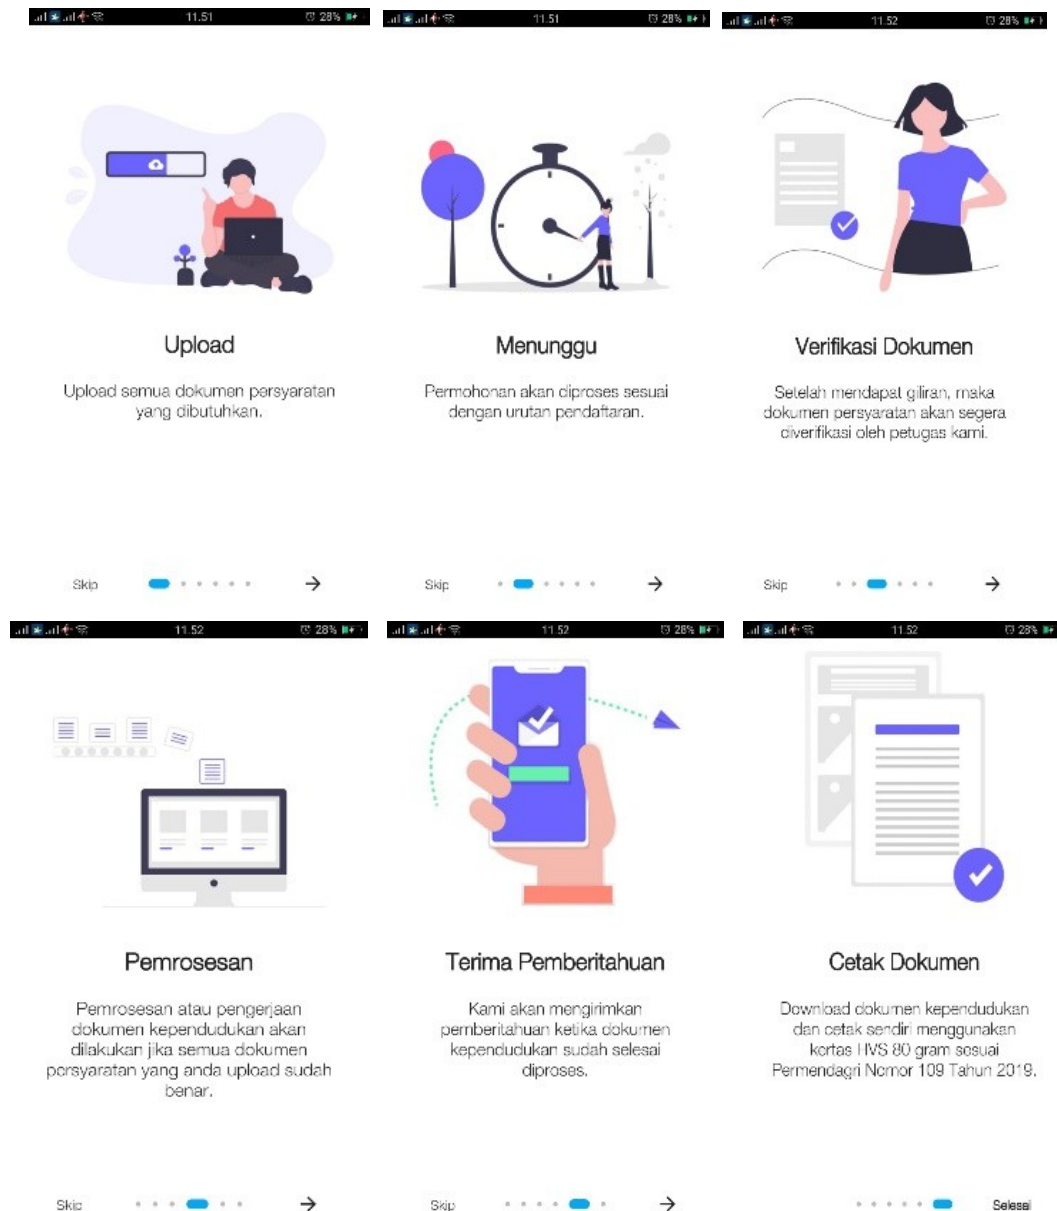 11.51
28%
Upload
Upload semua dokumen persyaratan
yang dibutuhkan.
Skip
11.51
28%
Menunggu
Permohonan akan diproses sesuai
dengan urutan pendaftaran.
Skip
11.52
28%
Verifikasi Dokumen
Setelah mendapat giliran, maka
dokumen persyaratan akan segera
diverifikasi oleh petugas kami.
Skip
11.52
28%
Pemrosesan
Pemrosesan atau pengerjaan
dokumen kependudukan akan
dilakukan jika semua dokumen
persyaratan yang anda upload sudah
benar.
Skip
11.52
28%
Terima Pemberitahuan
Kami akan mengirimkan
pemberitahuan ketika dokumen
kependudukan sudah selesai
diproses.
Skip
11.52
28%
Cetak Dokumen
Download dokumen kependudukan
dan cetak sendiri menggunakan
kertas HVS 80 gram sesuai
Permendagri Nomor 109 Tahun 2019.
Selesai